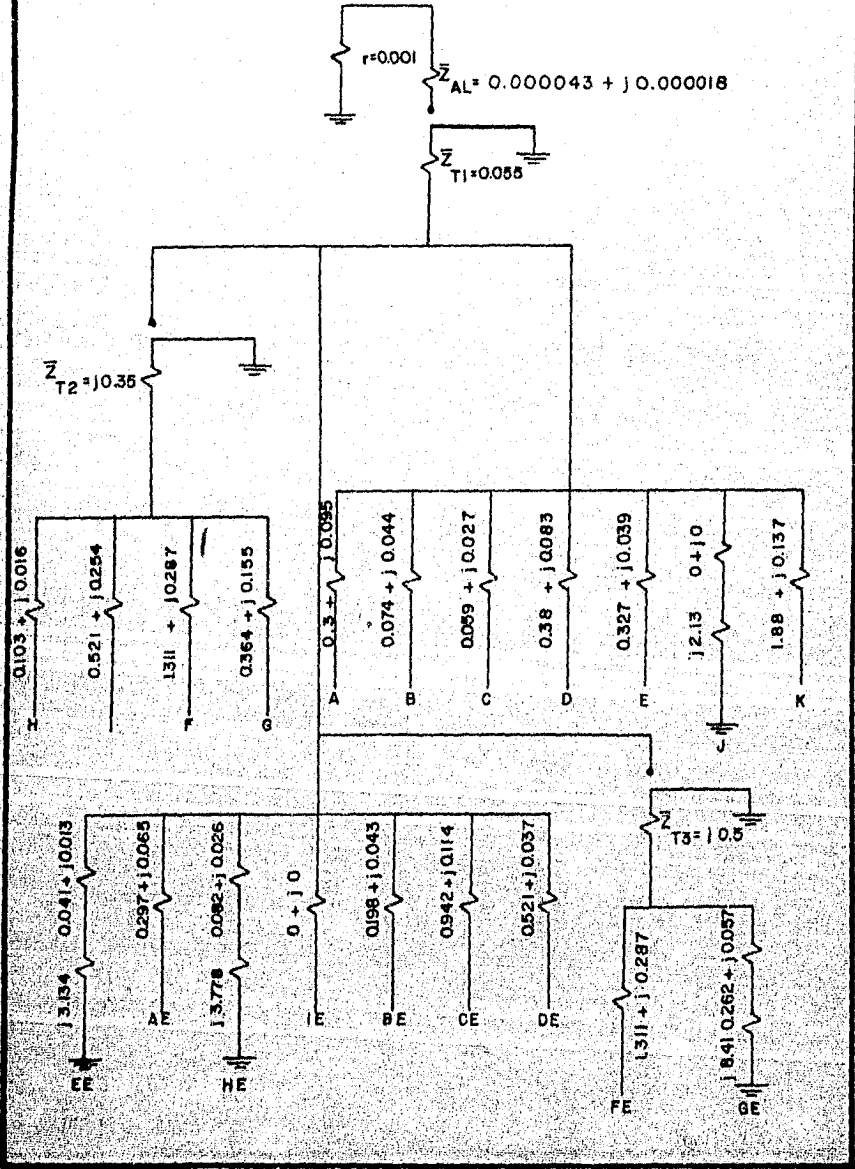 r=0.001
Z̅AL= 0.000043 + j 0.000018
Z̅T1=0.055
Z̅T2=j0.35
0.103 + j 0.016
0.521 + j 0.254
1.311 + j 0.287
0.364 + j 0.155
0.3 + j 0.095
0.074 + j 0.044
0.059 + j 0.027
0.38 + j 0.083
0.327 + j 0.039
j 2.13 0+j0
1.88 + j 0.137
H
F
G
A
B
C
D
E
J
K
Z̅T3= j 0.5
j 3.134 0.041+ j 0.013
0.297+j 0.065
j 3.778 0.082+j 0.026
0 + j 0
0.198 + j 0.043
0.942+j 0.114
0.521 + j 0.037
1.311 + j 0.287
j 8.41 0.262+ j 0.057
EE
AE
HE
IE
BE
CE
DE
FE
GE